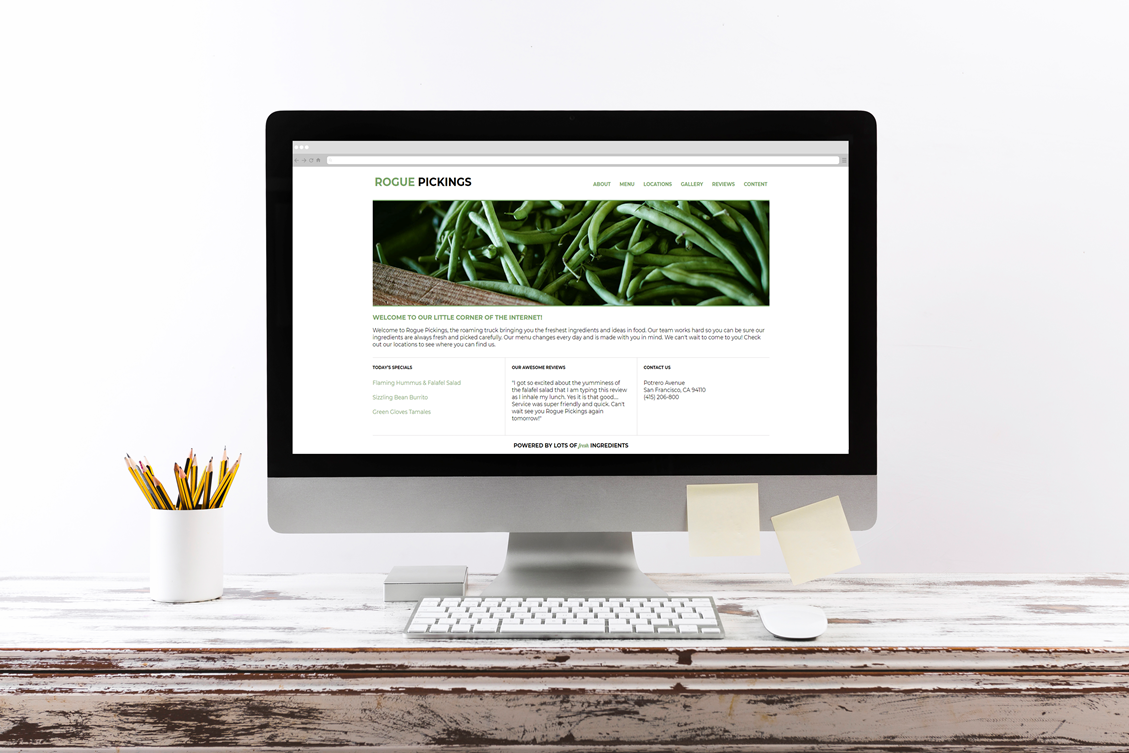 ROGUE PICKINGS
ABOUT MENU LOCATIONS GALLERY REVIEWS CONTENT
WELCOME TO OUR LITTLE CORNER OF THE INTERNET!
Welcome to Rogue Pickings, the roaming truck bringing you the freshest ingredients and ideas in food. Our team works hard so you can be sure our
ingredients are always fresh and picked carefully. Our menu changes every day and is made with you in mind. We can't wait to come to you! Check
out our locations to see where you can find us.
TODAY'S SPECIALS
Flaming Hummus & Falafel Salad
Sizzling Bean Burrito
Green Gloves Tamales
OUR AWESOME REVIEWS
"I got so excited about the yumminess of
the falafel salad that I am typing this review
as I inhale my lunch. Yes it is that good....
Service was super friendly and quick. Can't
wait see you Rogue Pickings again
tomorrow!"
CONTACT US
Potrero Avenue
San Francisco, CA 94110
(415) 206-800
POWERED BY LOTS OF fresh INGREDIENTS